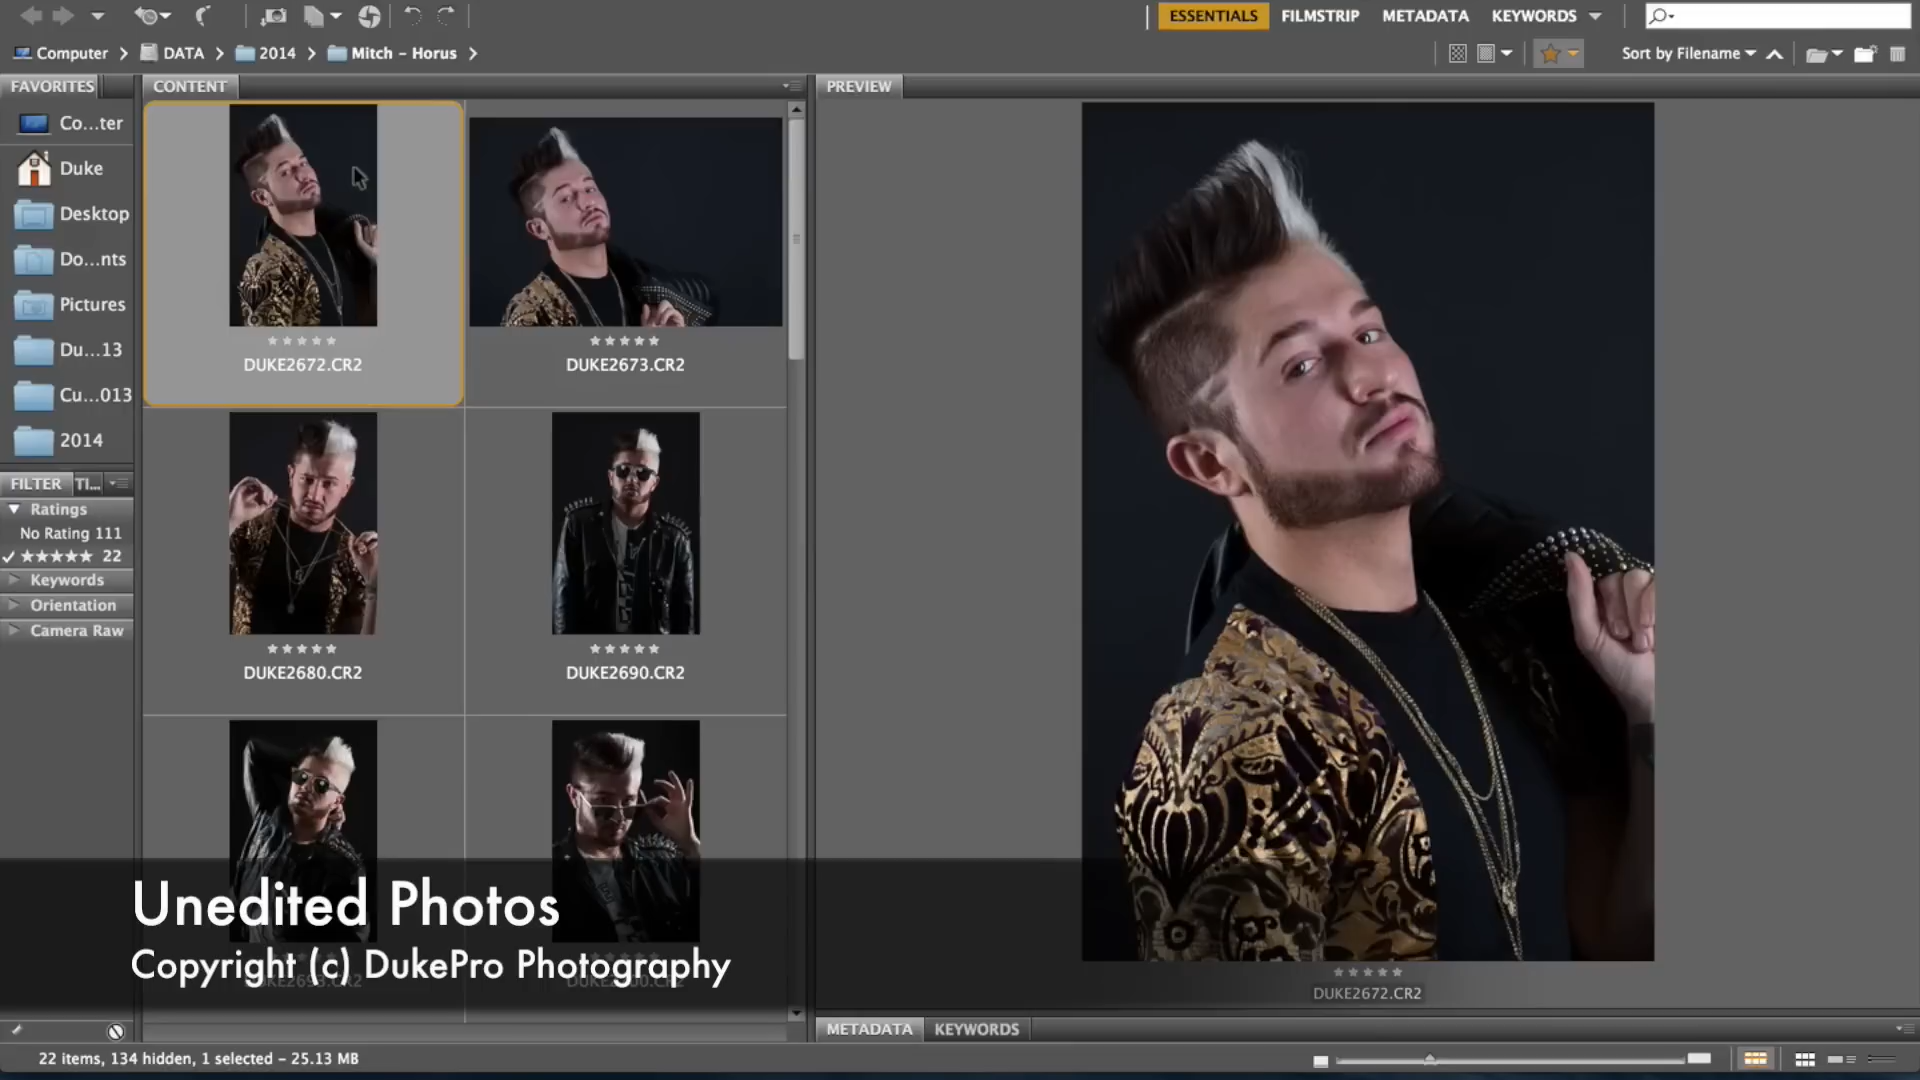 ESSENTIALS FILMSTRIP METADATA KEYWORDS
Computer DATA 2014 Mitch - Horus
Sort by Filename
FAVORITES
Co...ter
Duke
Desktop
Do...nts
Pictures
Du...13
Cu...013
2014
FILTER TI...
Ratings
No Rating 111
★★★★★ 22
Keywords
Orientation
Camera Raw
CONTENT
DUKE2672.CR2
DUKE2673.CR2
DUKE2680.CR2
DUKE2690.CR2
PREVIEW
DUKE2672.CR2
Unedited Photos
Copyright (c) DukePro Photography
METADATA KEYWORDS
22 items, 134 hidden, 1 selected - 25.13 MB